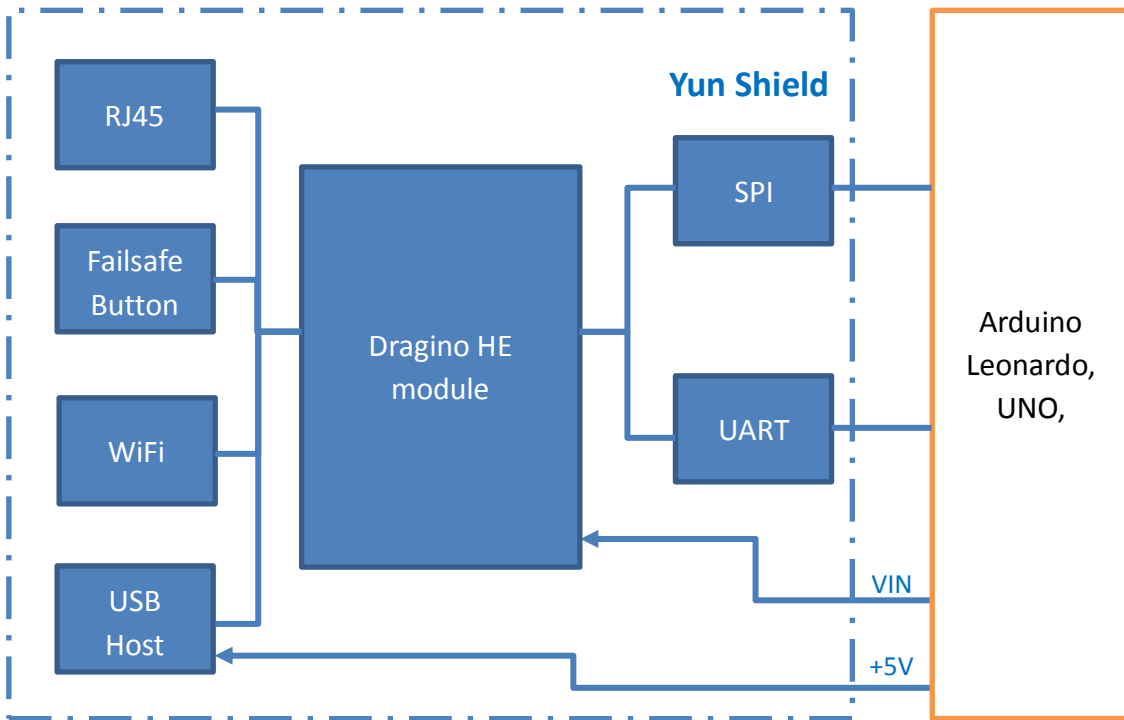 Yun Shield
RJ45
Failsafe
Button
WiFi
USB
Host
Dragino HE
module
SPI
UART
VIN
+5V
Arduino
Leonardo,
UNO,